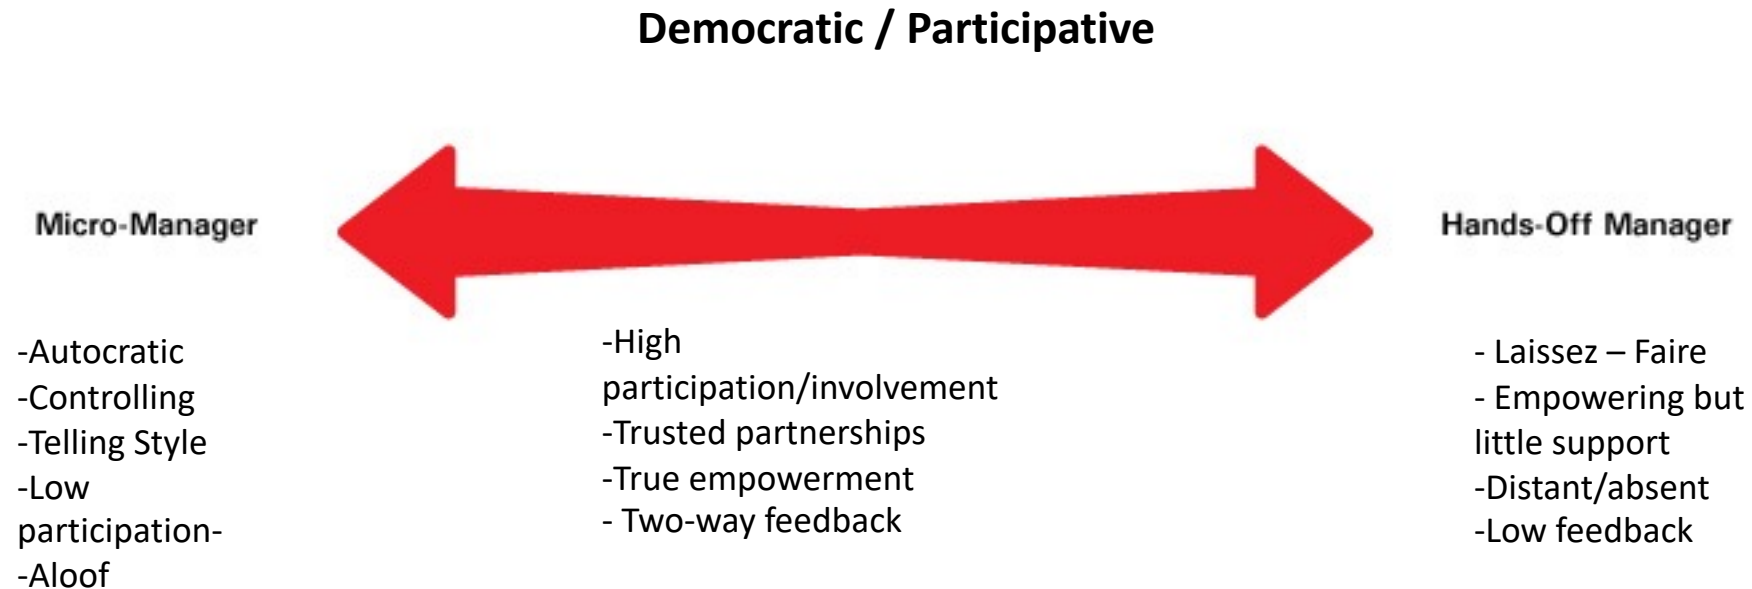 Democratic / Participative
Micro-Manager
Hands-Off Manager
-Autocratic
-Controlling
-Telling Style
-Low
participation-
-Aloof
-High
participation/involvement
-Trusted partnerships
-True empowerment
- Two-way feedback
- Laissez – Faire
- Empowering but
little support
-Distant/absent
-Low feedback